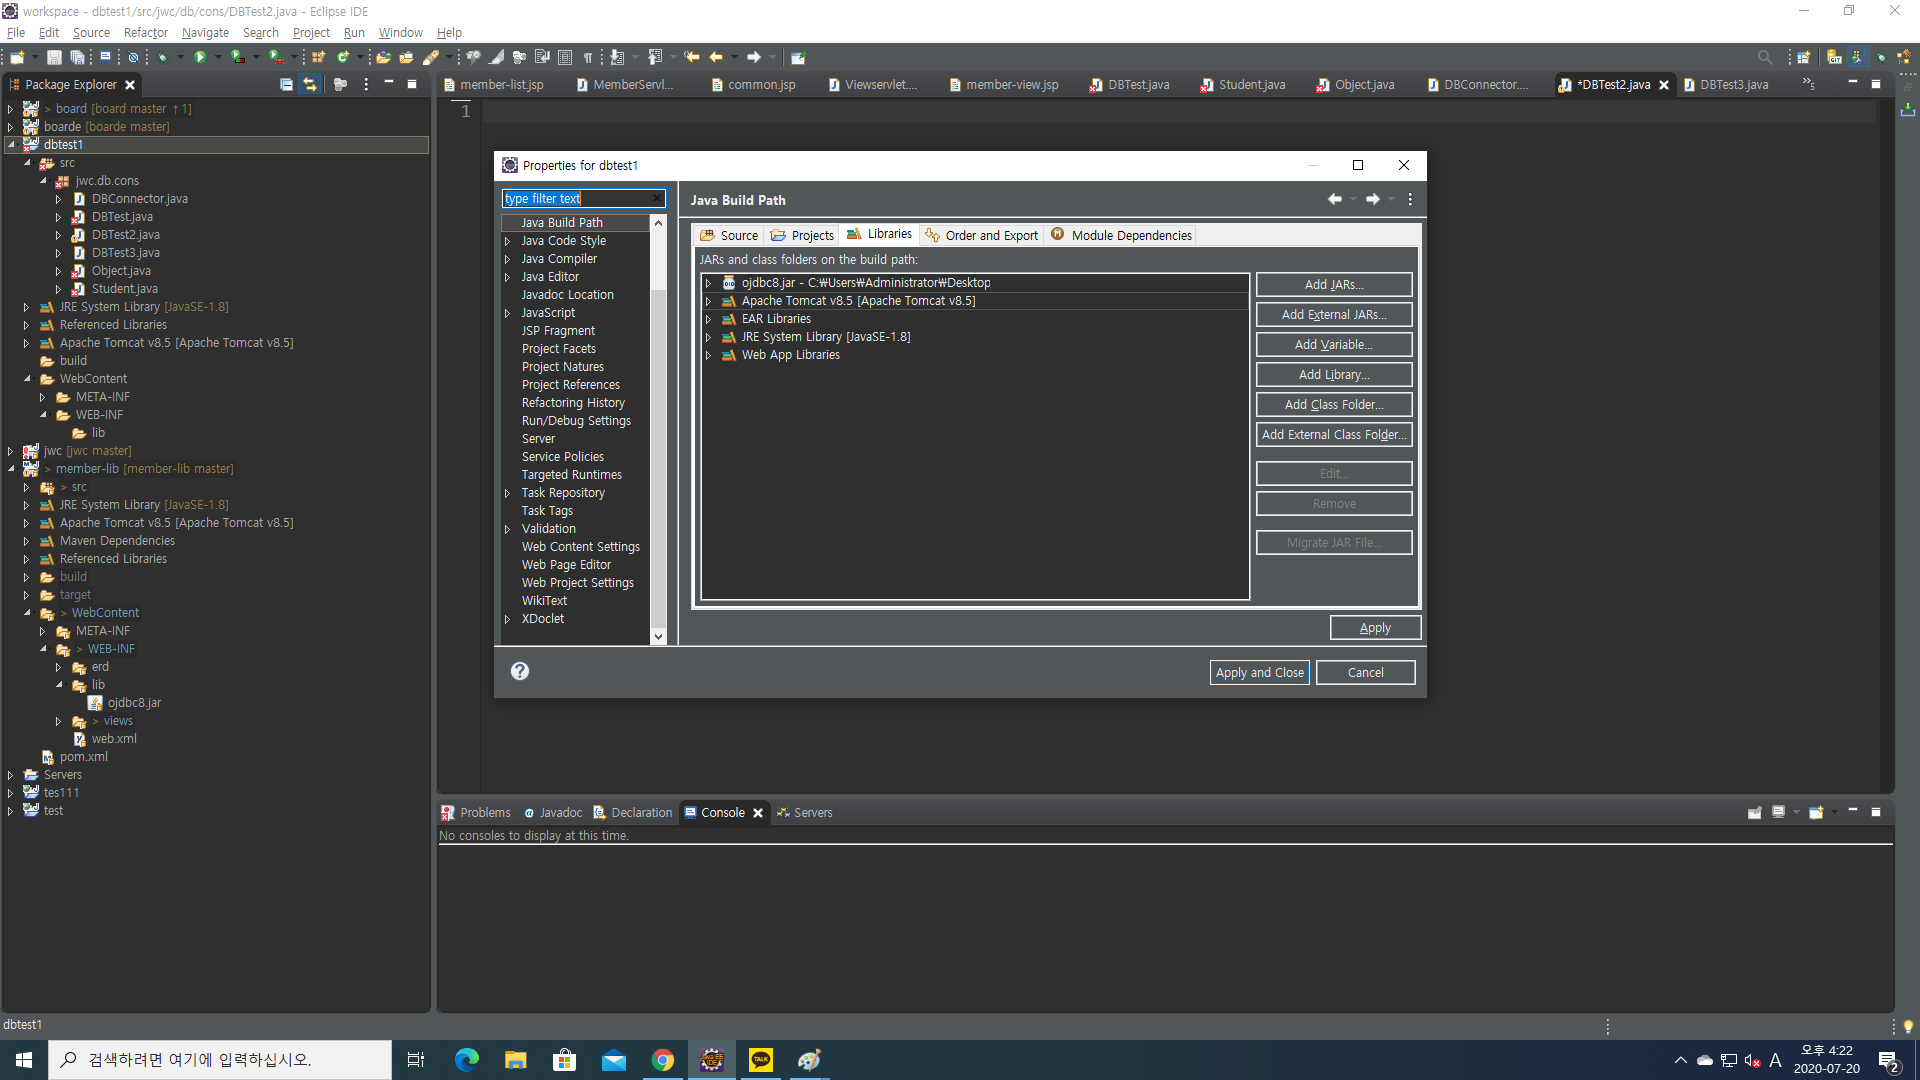 workspace - dbtest1/src/jwc/db/cons/DBTest2.java - Eclipse IDE
File Edit Source Refactor Navigate Search Project Run Window Help
Package Explorer
member-list.jsp MemberServl... common.jsp Viewservlet.... member-view.jsp DBTest.java Student.java Object.java DBConnector.... *DBTest2.java DBTest3.java »5
1
> board [board master ↑1]
boarde [boarde master]
dbtest1
src
jwc.db.cons
DBConnector.java
DBTest.java
DBTest2.java
DBTest3.java
Object.java
Student.java
JRE System Library [JavaSE-1.8]
Referenced Libraries
Apache Tomcat v8.5 [Apache Tomcat v8.5]
build
WebContent
META-INF
WEB-INF
lib
jwc [jwc master]
> member-lib [member-lib master]
> src
JRE System Library [JavaSE-1.8]
Apache Tomcat v8.5 [Apache Tomcat v8.5]
Maven Dependencies
Referenced Libraries
build
target
> WebContent
META-INF
> WEB-INF
erd
lib
ojdbc8.jar
> views
web.xml
pom.xml
Servers
tes111
test
Properties for dbtest1
type filter text
Java Build Path
Java Code Style
Java Compiler
Java Editor
Javadoc Location
JavaScript
JSP Fragment
Project Facets
Project Natures
Project References
Refactoring History
Run/Debug Settings
Server
Service Policies
Targeted Runtimes
Task Repository
Task Tags
Validation
Web Content Settings
Web Page Editor
Web Project Settings
WikiText
XDoclet
Java Build Path
Source Projects Libraries Order and Export Module Dependencies
JARs and class folders on the build path:
ojdbc8.jar - C:₩Users₩Administrator₩Desktop
Apache Tomcat v8.5 [Apache Tomcat v8.5]
EAR Libraries
JRE System Library [JavaSE-1.8]
Web App Libraries
Add JARs...
Add External JARs...
Add Variable...
Add Library...
Add Class Folder...
Add External Class Folder...
Edit...
Remove
Migrate JAR File...
Apply
Apply and Close Cancel
Problems Javadoc Declaration Console Servers
No consoles to display at this time.
dbtest1
검색하려면 여기에 입력하십시오.
TALK
A
오후 4:22
2020-07-20
2